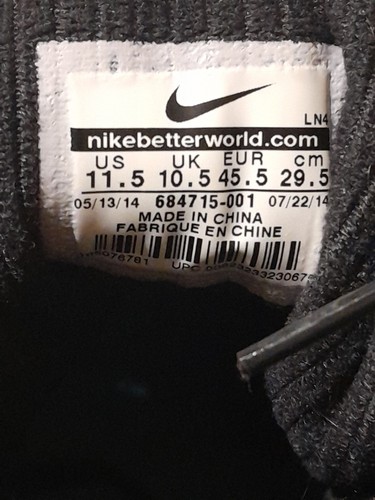 LN4
nikebetterworld.com
US UK EUR cm
11.5 10.5 45.5 29.5
05/13/14 684715-001 07/22/14
MADE IN CHINA
FABRIQUE EN CHINE
UPC